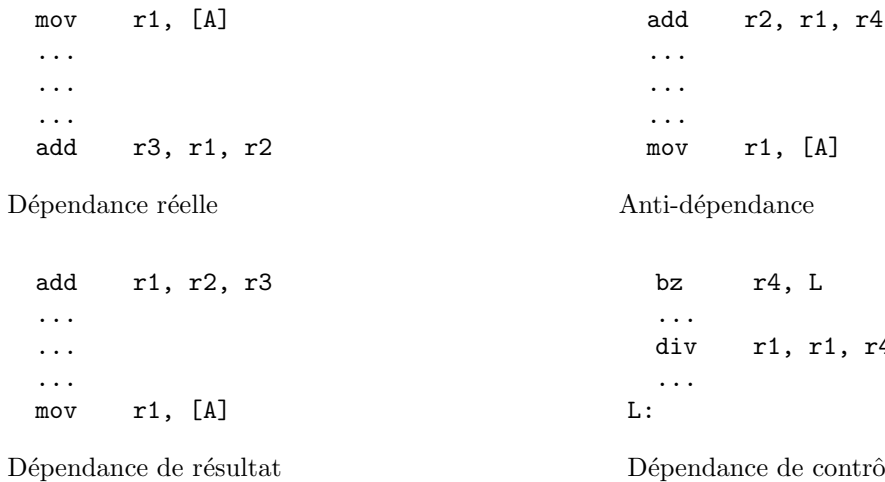 mov r1, [A]
...
...
...
add r3, r1, r2
Dépendance réelle
add r2, r1, r4
...
...
...
mov r1, [A]
Anti-dépendance
add r1, r2, r3
...
...
...
mov r1, [A]
Dépendance de résultat
bz r4, L
...
div r1, r1,
...
L:
Dépendance de